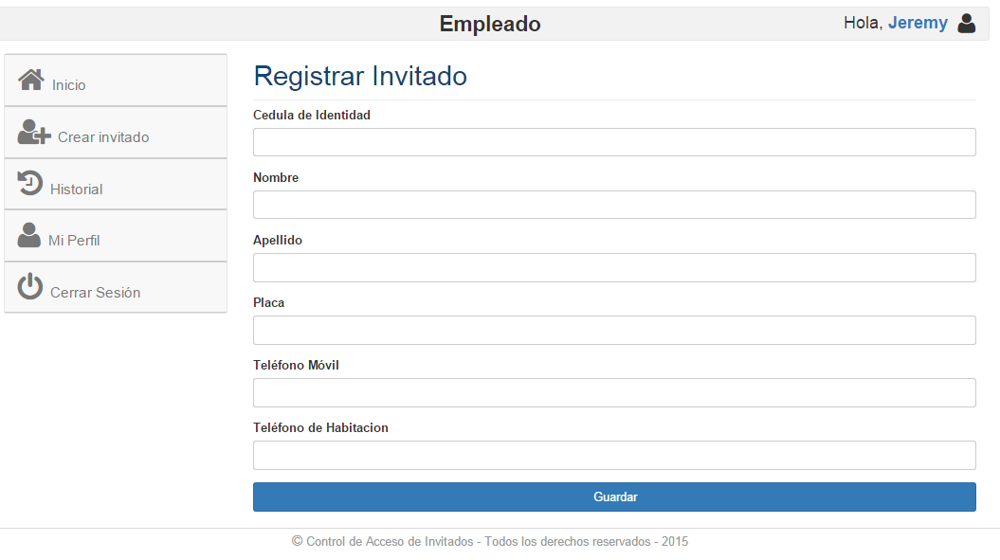 Empleado
Hola, Jeremy
Inicio
Crear invitado
Historial
Mi Perfil
Cerrar Sesión
Registrar Invitado
Cedula de Identidad
Nombre
Apellido
Placa
Teléfono Móvil
Teléfono de Habitacion
Guardar
© Control de Acceso de Invitados - Todos los derechos reservados - 2015